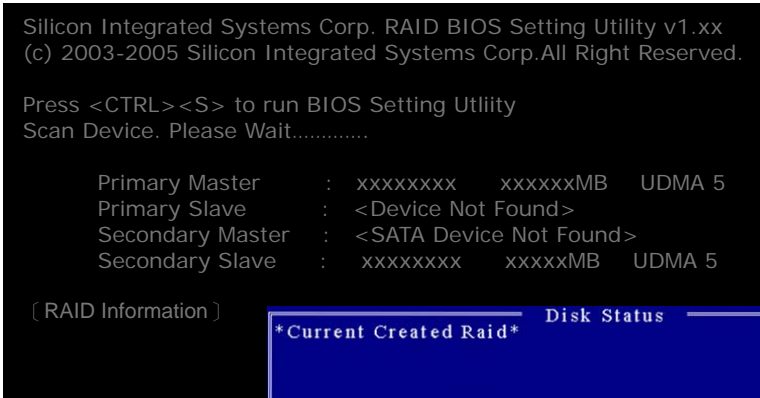 Silicon Integrated Systems Corp. RAID BIOS Setting Utility v1.xx
(c) 2003-2005 Silicon Integrated Systems Corp.All Right Reserved.
Press <CTRL><S> to run BIOS Setting Utliity
Scan Device. Please Wait.............
Primary Master : xxxxxxxx xxxxxxMB UDMA 5
Primary Slave : <Device Not Found>
Secondary Master : <SATA Device Not Found>
Secondary Slave : xxxxxxxx xxxxxMB UDMA 5
〔RAID Information〕
Disk Status
*Current Created Raid*